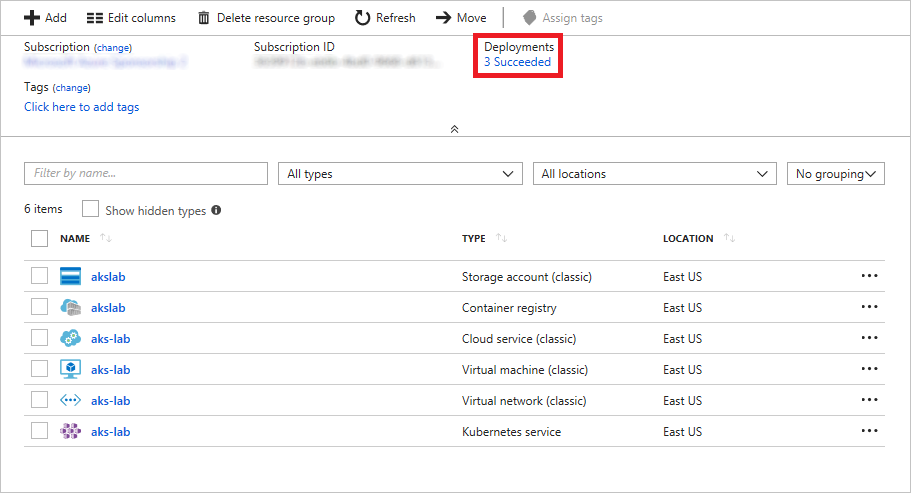 Add Edit columns Delete resource group Refresh Move Assign tags
Subscription (change) Subscription ID Deployments
3 Succeeded
Tags (change)
Click here to add tags
Filter by name... All types All locations No grouping
6 items Show hidden types
NAME TYPE LOCATION
akslab Storage account (classic) East US
akslab Container registry East US
aks-lab Cloud service (classic) East US
aks-lab Virtual machine (classic) East US
aks-lab Virtual network (classic) East US
aks-lab Kubernetes service East US